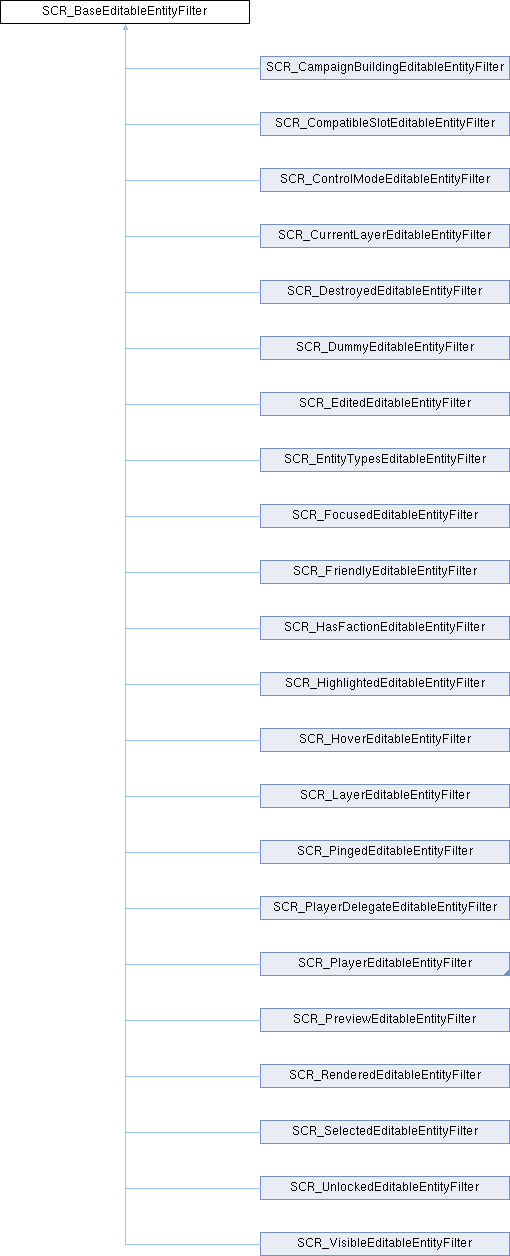 SCR_BaseEditableEntityFilter
SCR_CampaignBuildingEditableEntityFilter
SCR_CompatibleSlotEditableEntityFilter
SCR_ControlModeEditableEntityFilter
SCR_CurrentLayerEditableEntityFilter
SCR_DestroyedEditableEntityFilter
SCR_DummyEditableEntityFilter
SCR_EditedEditableEntityFilter
SCR_EntityTypesEditableEntityFilter
SCR_FocusedEditableEntityFilter
SCR_FriendlyEditableEntityFilter
SCR_HasFactionEditableEntityFilter
SCR_HighlightedEditableEntityFilter
SCR_HoverEditableEntityFilter
SCR_LayerEditableEntityFilter
SCR_PingedEditableEntityFilter
SCR_PlayerDelegateEditableEntityFilter
SCR_PlayerEditableEntityFilter
SCR_PreviewEditableEntityFilter
SCR_RenderedEditableEntityFilter
SCR_SelectedEditableEntityFilter
SCR_UnlockedEditableEntityFilter
SCR_VisibleEditableEntityFilter